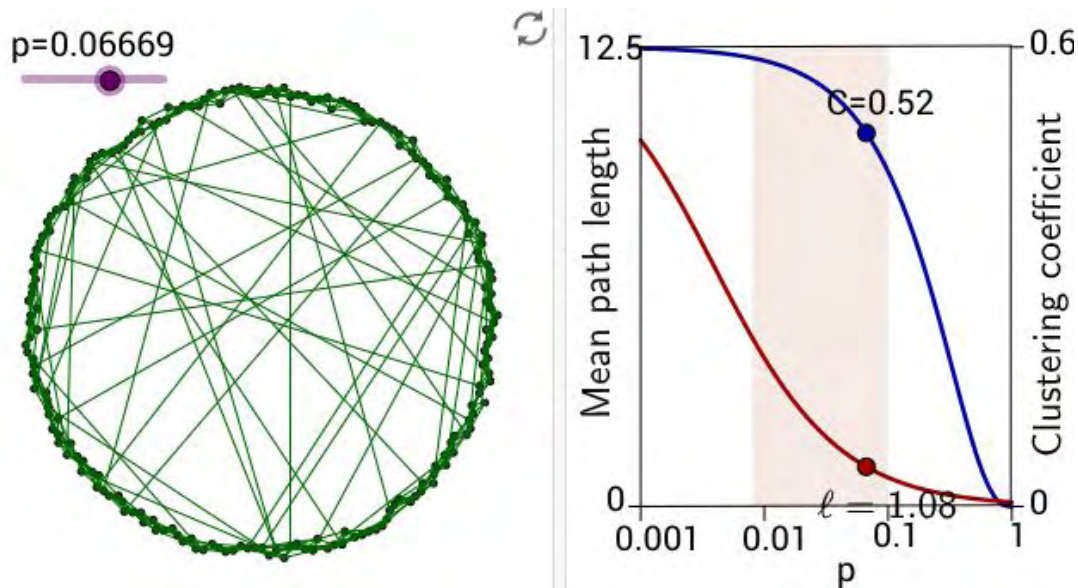 p=0.06669
12.5
0.6
C=0.52
Mean path length
Clustering coefficient
0
ℓ = 1.08
0
0.001
0.01
0.1
1
p